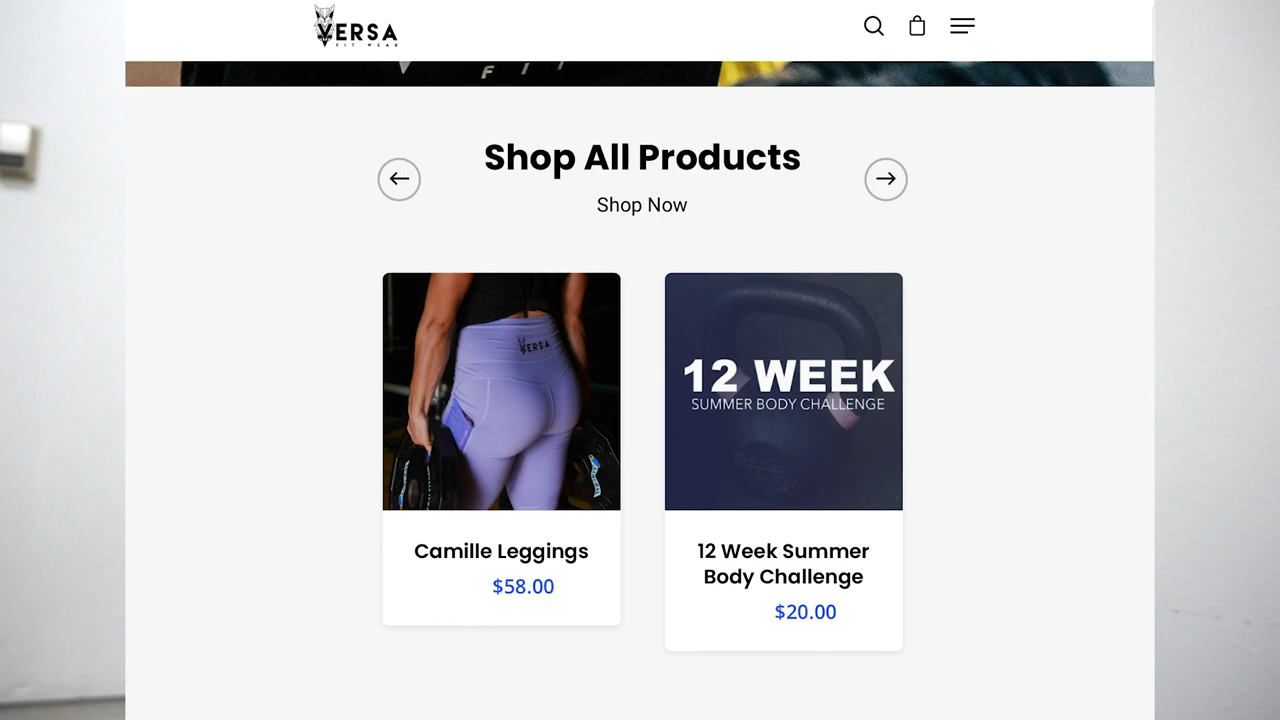 VERSA
FIT WEAR
FIT
Shop All Products
Shop Now
VERSA
12 WEEK
SUMMER BODY CHALLENGE
Camille Leggings
12 Week Summer
Body Challenge
$58.00
$20.00